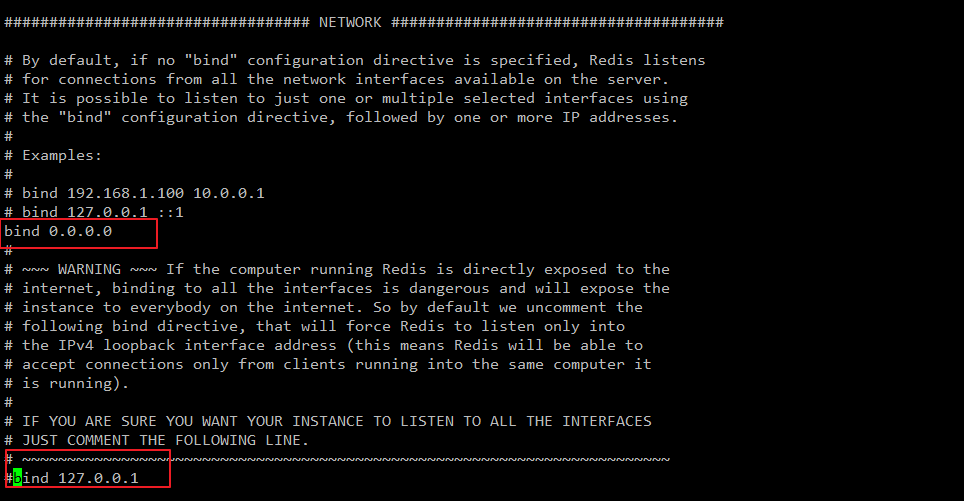 ################################## NETWORK #####################################

# By default, if no "bind" configuration directive is specified, Redis listens
# for connections from all the network interfaces available on the server.
# It is possible to listen to just one or multiple selected interfaces using
# the "bind" configuration directive, followed by one or more IP addresses.
#
# Examples:
#
# bind 192.168.1.100 10.0.0.1
# bind 127.0.0.1 ::1
bind 0.0.0.0
#
# ~~~ WARNING ~~~ If the computer running Redis is directly exposed to the
# internet, binding to all the interfaces is dangerous and will expose the
# instance to everybody on the internet. So by default we uncomment the
# following bind directive, that will force Redis to listen only into
# the IPv4 loopback interface address (this means Redis will be able to
# accept connections only from clients running into the same computer it
# is running).
#
# IF YOU ARE SURE YOU WANT YOUR INSTANCE TO LISTEN TO ALL THE INTERFACES
# JUST COMMENT THE FOLLOWING LINE.
# ~~~~~~~~~~~~~~~~~~~~~~~~~~~~~~~~~~~~~~~~~~~~~~~~~~~~~~~~~~~~~~~~~~~~~~~~
#bind 127.0.0.1